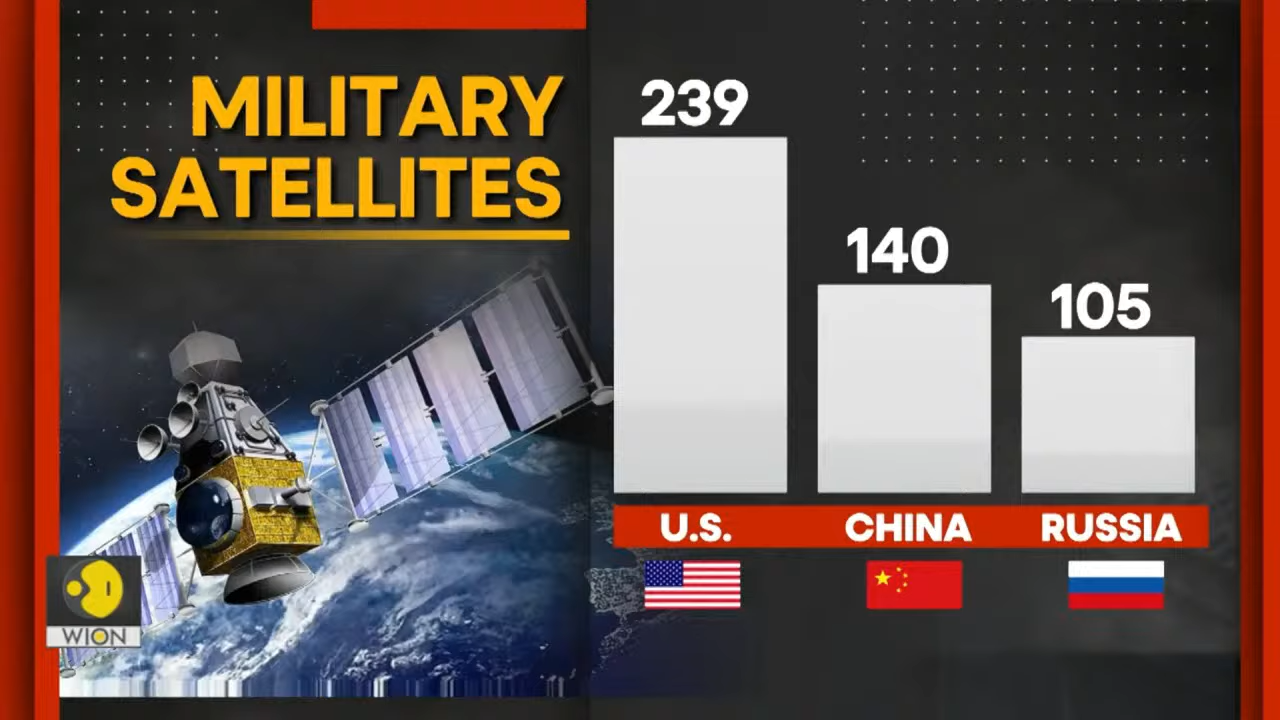 MILITARY
SATELLITES
239
140
105
U.S.
CHINA
RUSSIA
WION